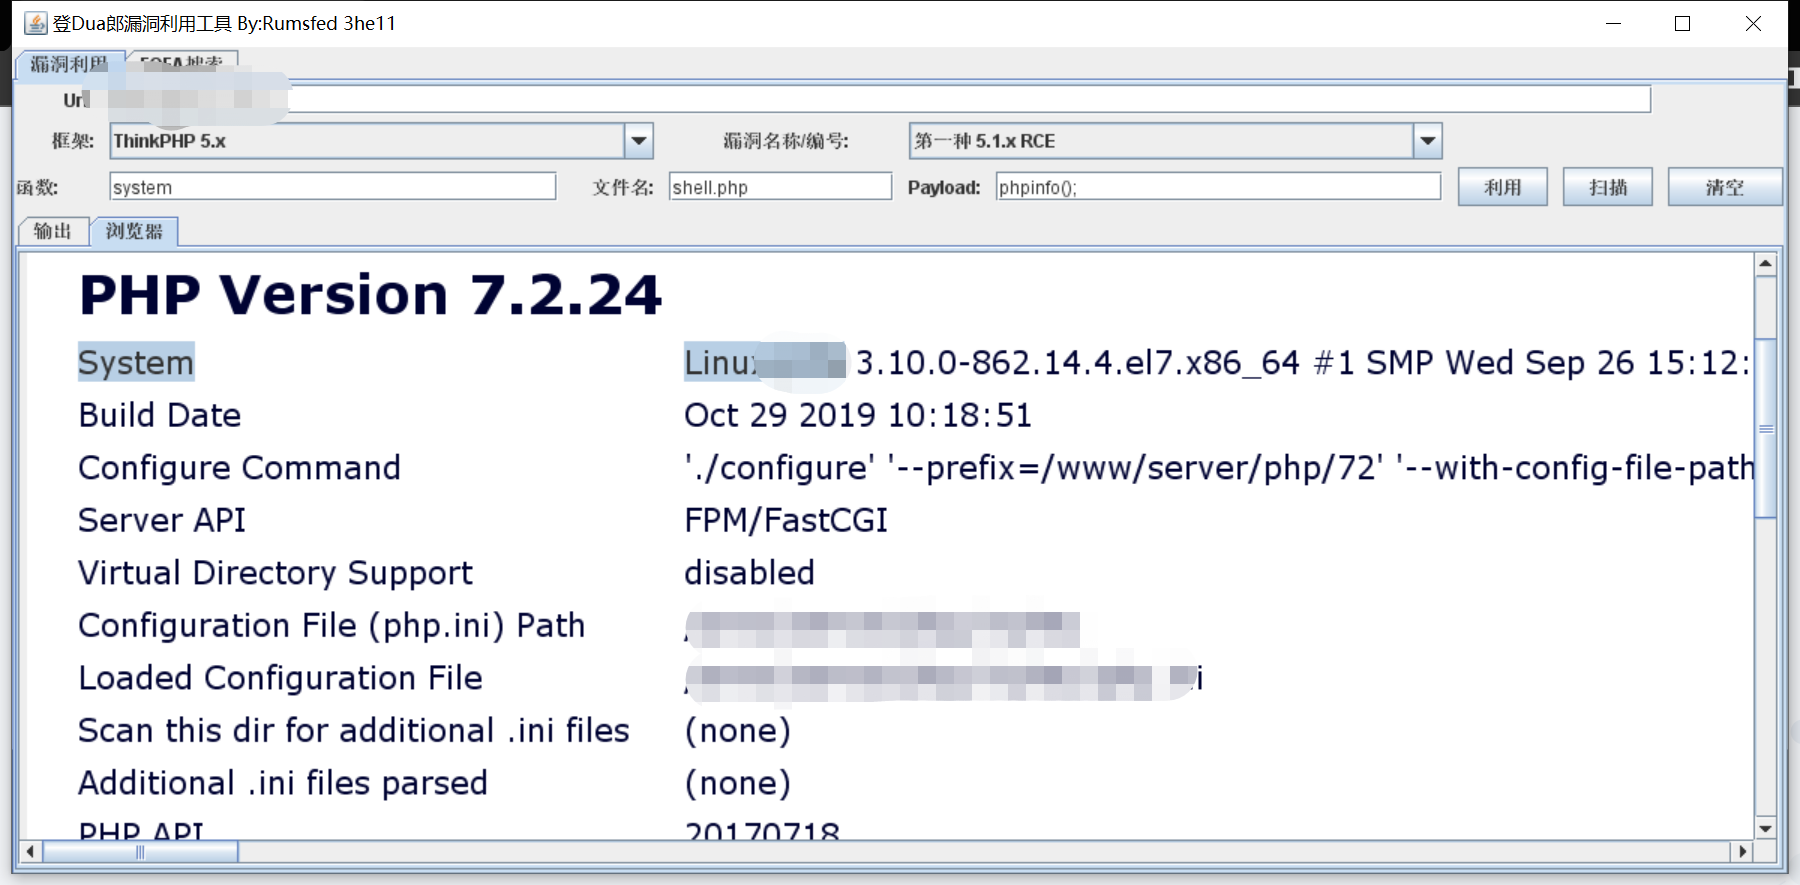 登Dua郎漏洞利用工具 By:Rumsfed 3he11
漏洞利用 FOFA搜索
框架: ThinkPHP 5.x 漏洞名称/编号: 第一种 5.1.x RCE
函数: system 文件名: shell.php Payload: phpinfo(); 利用 扫描 清空
输出 浏览器
PHP Version 7.2.24
System Linux 3.10.0-862.14.4.el7.x86_64 #1 SMP Wed Sep 26 15:12:
Build Date Oct 29 2019 10:18:51
Configure Command './configure' '--prefix=/www/server/php/72' '--with-config-file-path
Server API FPM/FastCGI
Virtual Directory Support disabled
Configuration File (php.ini) Path
Loaded Configuration File
Scan this dir for additional .ini files (none)
Additional .ini files parsed (none)
PHP API 20170718